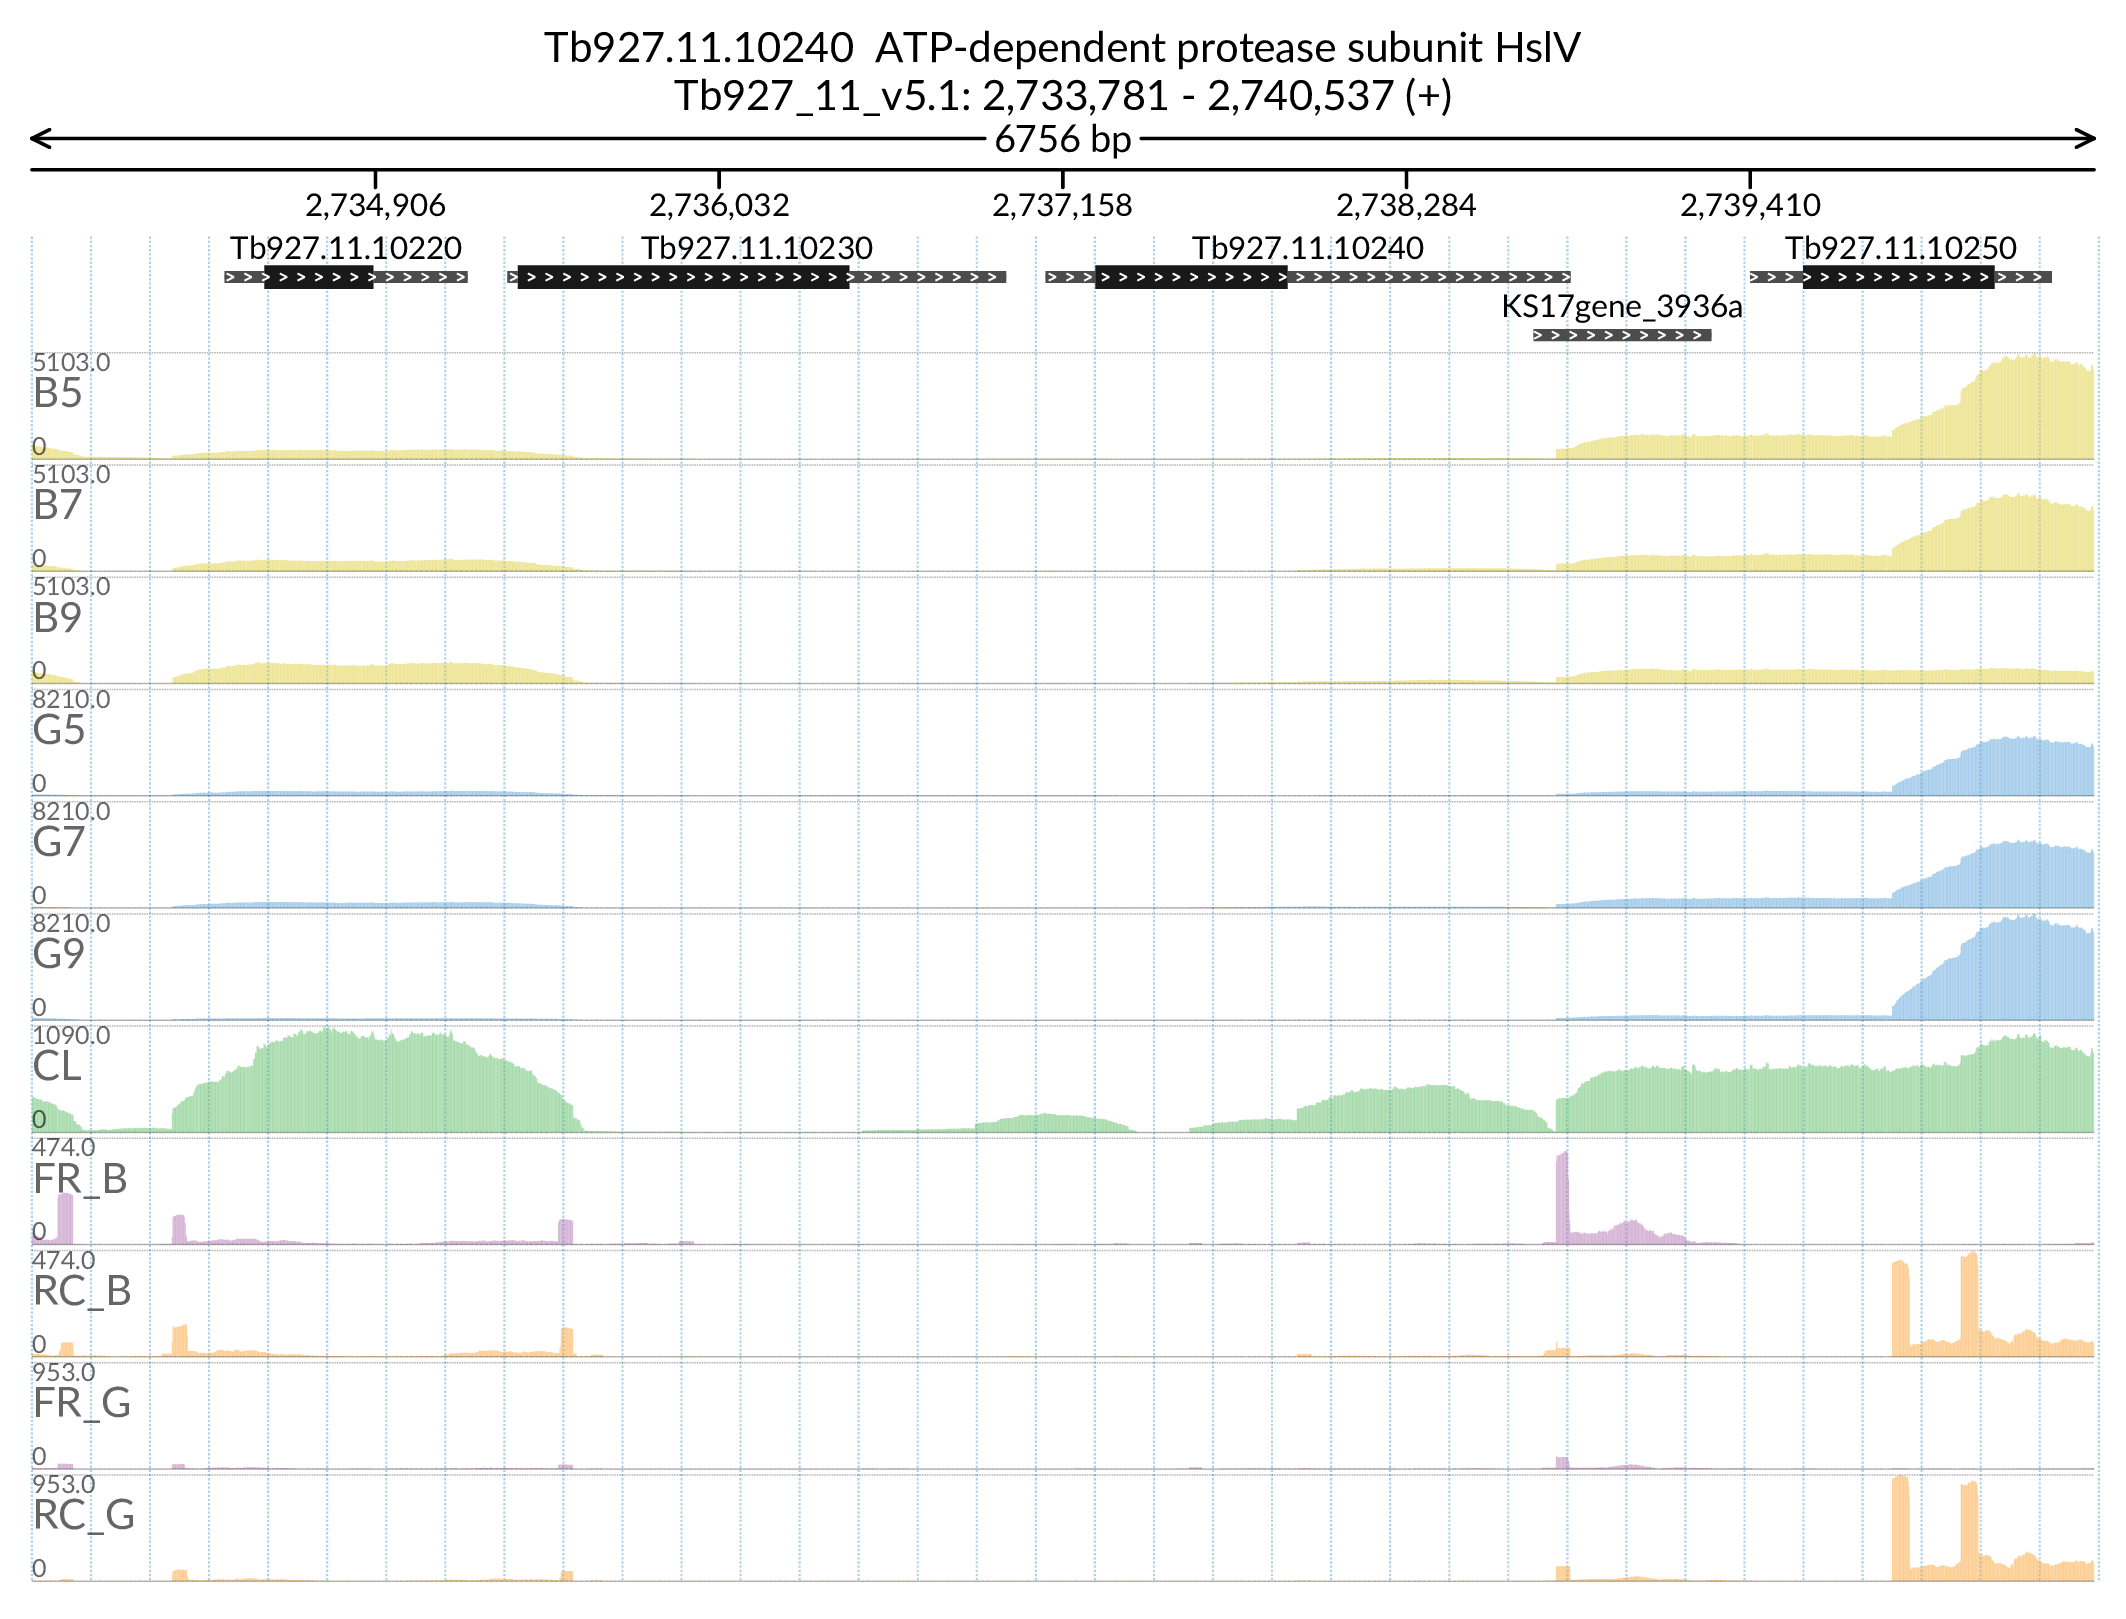 Tb927.11.10240 ATP-dependent protease subunit HslV
Tb927_11_v5.1: 2,733,781 - 2,740,537 (+)
6756 bp
2,734,906 2,736,032 2,737,158 2,738,284 2,739,410
Tb927.11.10220 Tb927.11.10230 Tb927.11.10240 Tb927.11.10250
KS17gene_3936a
5103.0
B5
0
5103.0
B7
0
5103.0
B9
0
8210.0
G5
0
8210.0
G7
0
8210.0
G9
0
1090.0
CL
0
474.0
FR_B
0
474.0
RC_B
0
953.0
FR_G
0
953.0
RC_G
0